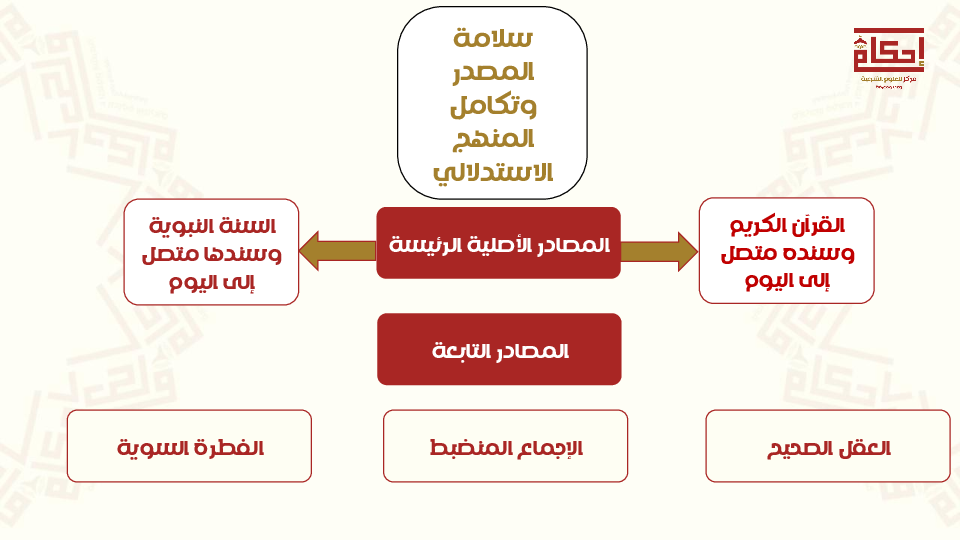 سلامة
المصدر
وتكامل
المنهج
الاستدلالي
إحكام
مركز للعلوم الشرعية
القرآن الكريم
وسنده متصل
إلى اليوم
المصادر الأصلية الرئيسة
السنة النبوية
وسندها متصل
إلى اليوم
المصادر التابعة
العقل الصحيح
الإجماع المنضبط
الفطرة السوية